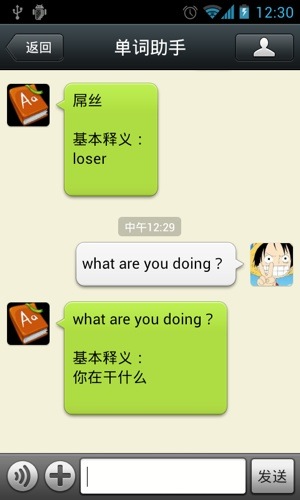 12:30
返回
单词助手
Aa
屌丝
基本释义：
loser
中午12:29
what are you doing？
Aa
what are you doing？
基本释义：
你在干什么
发送